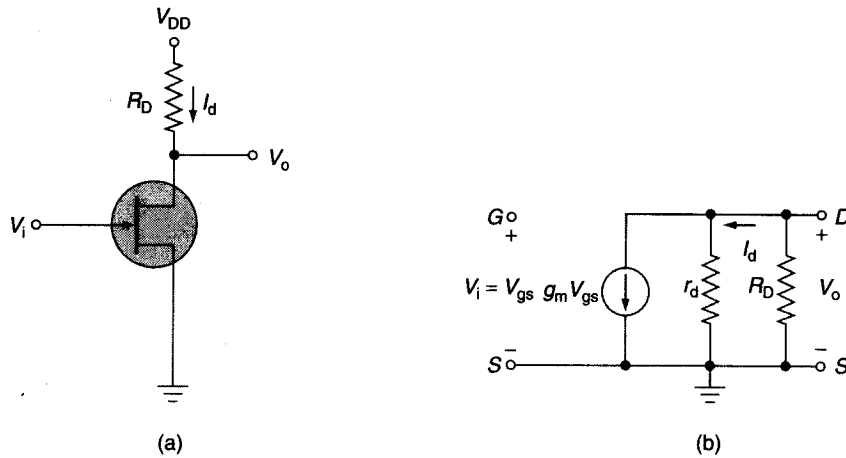 V_DD
R_D
I_d
V_o
V_i
(a)
G
D
+
+
I_d
V_i = V_gs g_m V_gs
r_d
R_D
V_o
−
−
S
S
(b)